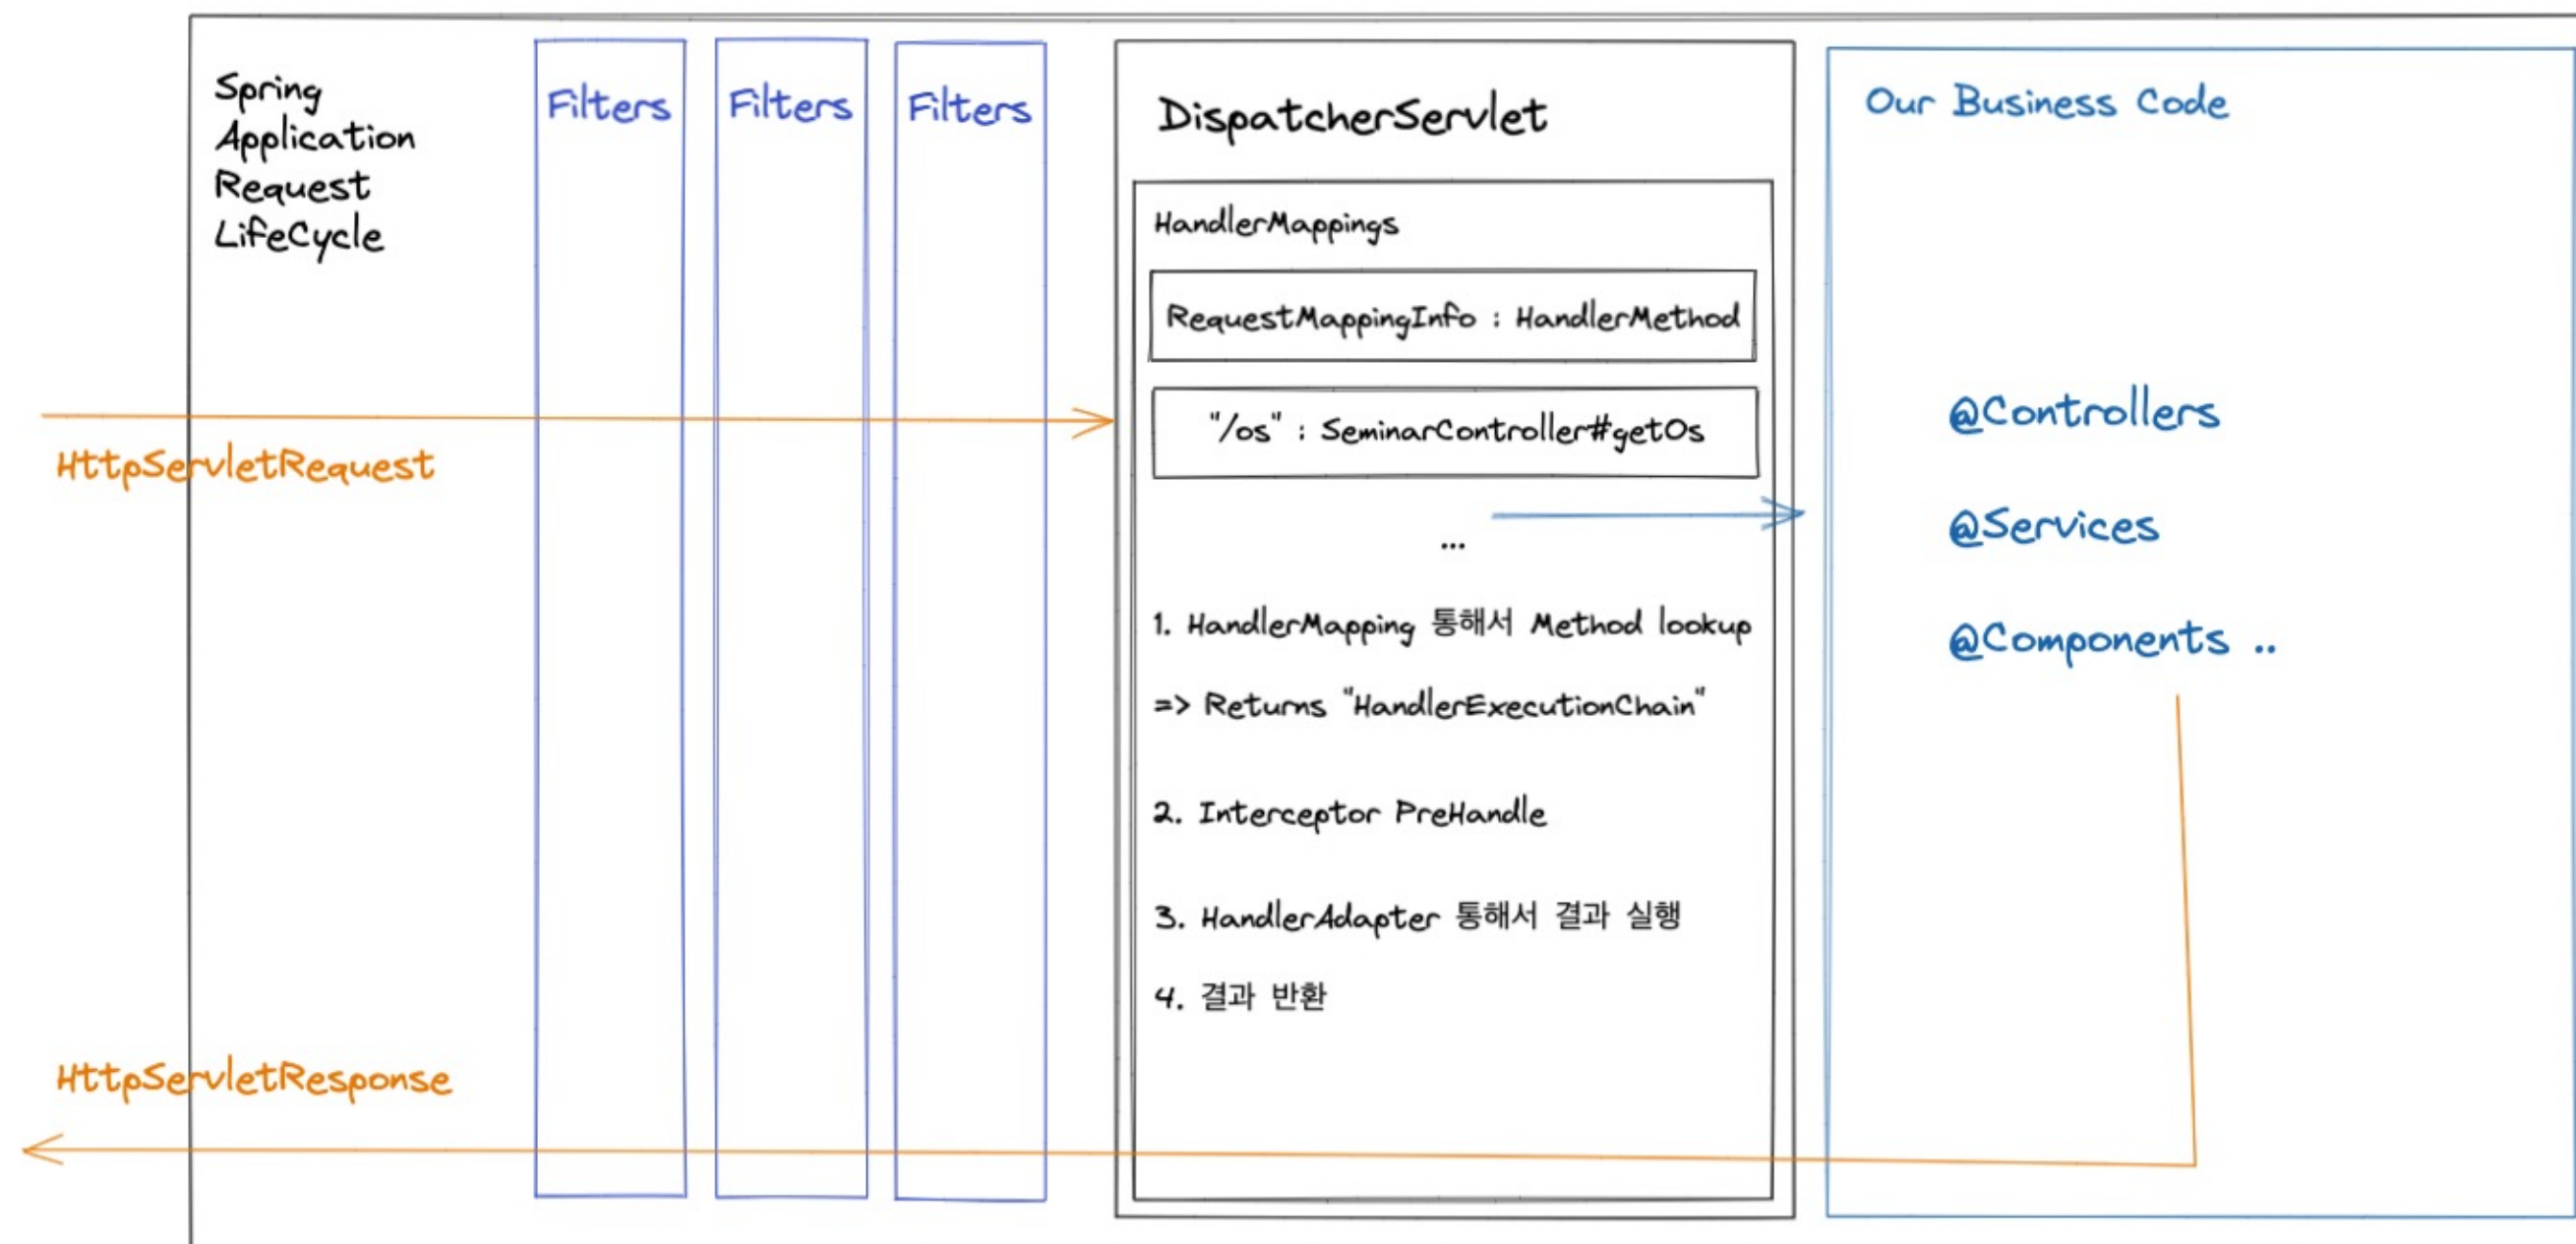 Spring
Application
Request
LifeCycle
Filters
Filters
Filters
HttpServletRequest
HttpServletResponse
DispatcherServlet
HandlerMappings
RequestMappingInfo : HandlerMethod
"/os" : SeminarController#getOs
...
1. HandlerMapping 통해서 Method lookup
=> Returns "HandlerExecutionChain"
2. Interceptor PreHandle
3. HandlerAdapter 통해서 결과 실행
4. 결과 반환
Our Business Code
@Controllers
@Services
@Components ..